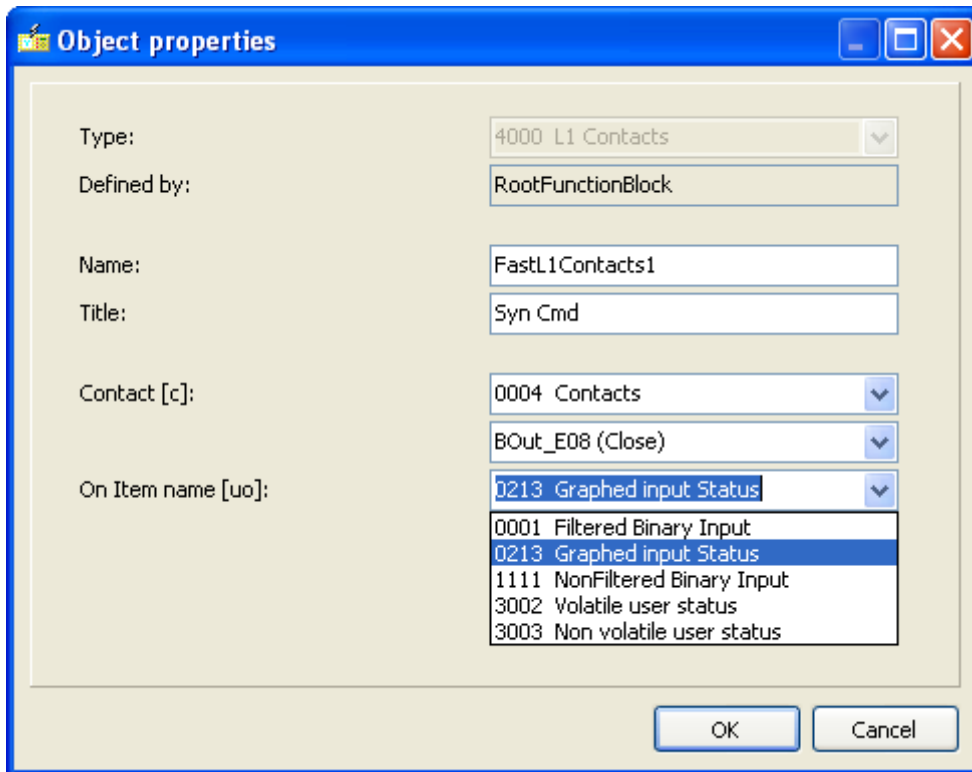 Object properties
Type: 4000 L1 Contacts
Defined by: RootFunctionBlock
Name: FastL1Contacts1
Title: Syn Cmd
Contact [c]: 0004 Contacts
BOut_E08 (Close)
On Item name [uo]: 0213 Graphed input Status
0001 Filtered Binary Input
0213 Graphed input Status
1111 NonFiltered Binary Input
3002 Volatile user status
3003 Non volatile user status
OK Cancel